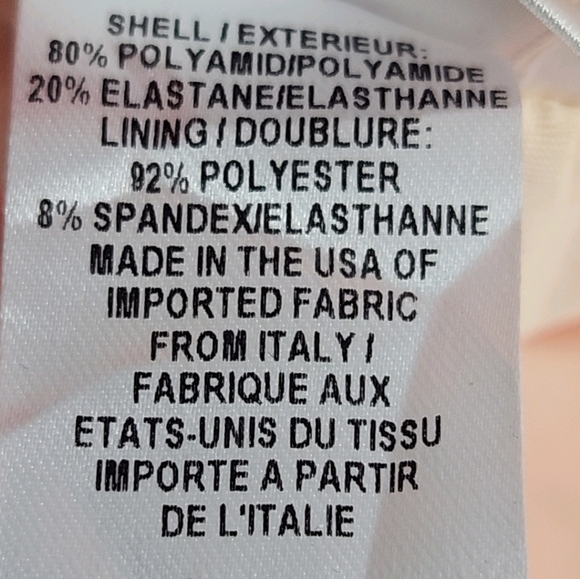 SHELL / EXTERIEUR:
80% POLYAMID/POLYAMIDE
20% ELASTANE/ELASTHANNE
LINING / DOUBLURE:
92% POLYESTER
8% SPANDEX/ELASTHANNE
MADE IN THE USA OF
IMPORTED FABRIC
FROM ITALY /
FABRIQUE AUX
ETATS-UNIS DU TISSU
IMPORTE A PARTIR
DE L'ITALIE